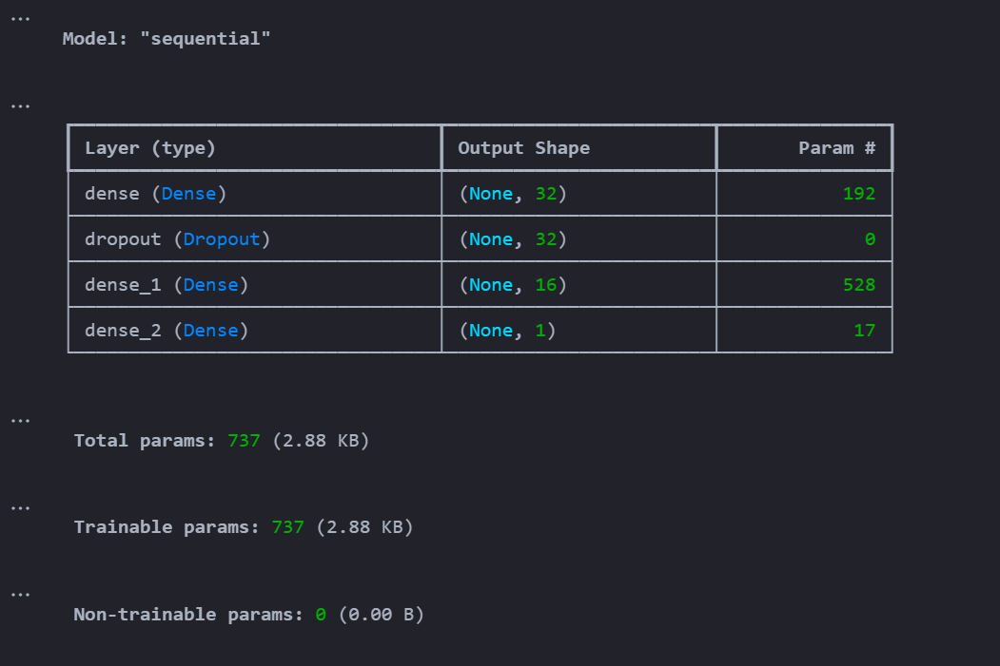 ...
Model: "sequential"
...
Layer (type) Output Shape Param #
dense (Dense) (None, 32) 192
dropout (Dropout) (None, 32) 0
dense_1 (Dense) (None, 16) 528
dense_2 (Dense) (None, 1) 17
...
Total params: 737 (2.88 KB)
...
Trainable params: 737 (2.88 KB)
...
Non-trainable params: 0 (0.00 B)